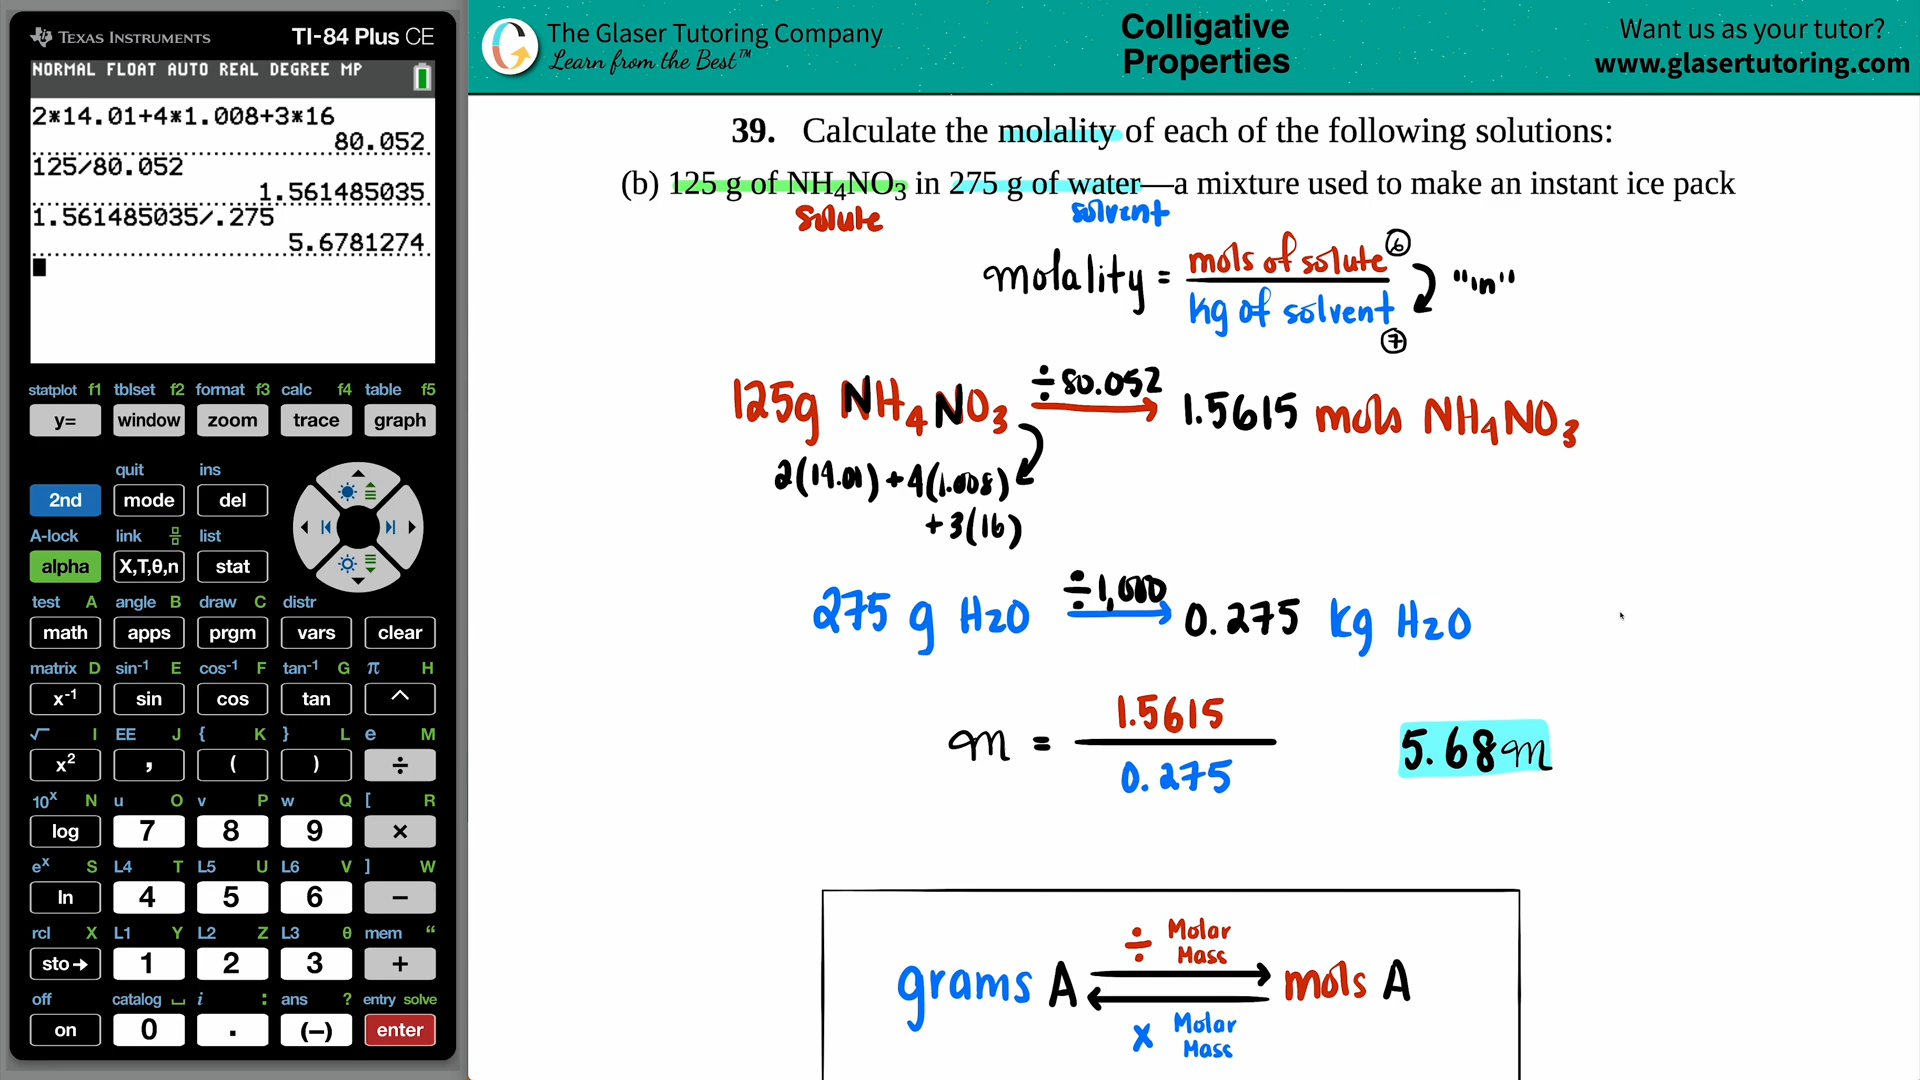 TEXAS INSTRUMENTS TI-84 Plus CE
NORMAL FLOAT AUTO REAL DEGREE MP
2*14.01+4*1.008+3*16
80.052
125/80.052
1.561485035
1.561485035/.275
5.6781274
statplot f1 tblset f2 format f3 calc f4 table f5
y= window zoom trace graph
quit ins
2nd mode del
A-lock link list
alpha X,T,θ,n stat
test A angle B draw C distr
math apps prgm vars clear
matrix D sin⁻¹ E cos⁻¹ F tan⁻¹ G π H
x⁻¹ sin cos tan ^
√ I EE J { K } L e M
x² , ( ) ÷
10ˣ N u O v P w Q [ R
log 7 8 9 ×
eˣ S L4 T L5 U L6 V ] W
ln 4 5 6 −
rcl X L1 Y L2 Z L3 θ mem “
sto→ 1 2 3 +
off catalog ⎵ i : ans ? entry solve
on 0 . (–) enter
The Glaser Tutoring Company
Learn from the Best™
Colligative
Properties
Want us as your tutor?
www.glasertutoring.com
39. Calculate the molality of each of the following solutions:
(b) 125 g of NH₄NO₃ in 275 g of water—a mixture used to make an instant ice pack
solute solvent
molality = mols of solute ⑥
kg of solvent ⑦
"in"
125g NH₄NO₃ ÷80.052 → 1.5615 mols NH₄NO₃
2(14.01)+4(1.008)
+3(16)
275 g H₂O ÷1,000 → 0.275 kg H₂O
m = 1.5615
0.275
5.68m
÷ Molar
Mass
grams A mols A
x Molar
Mass